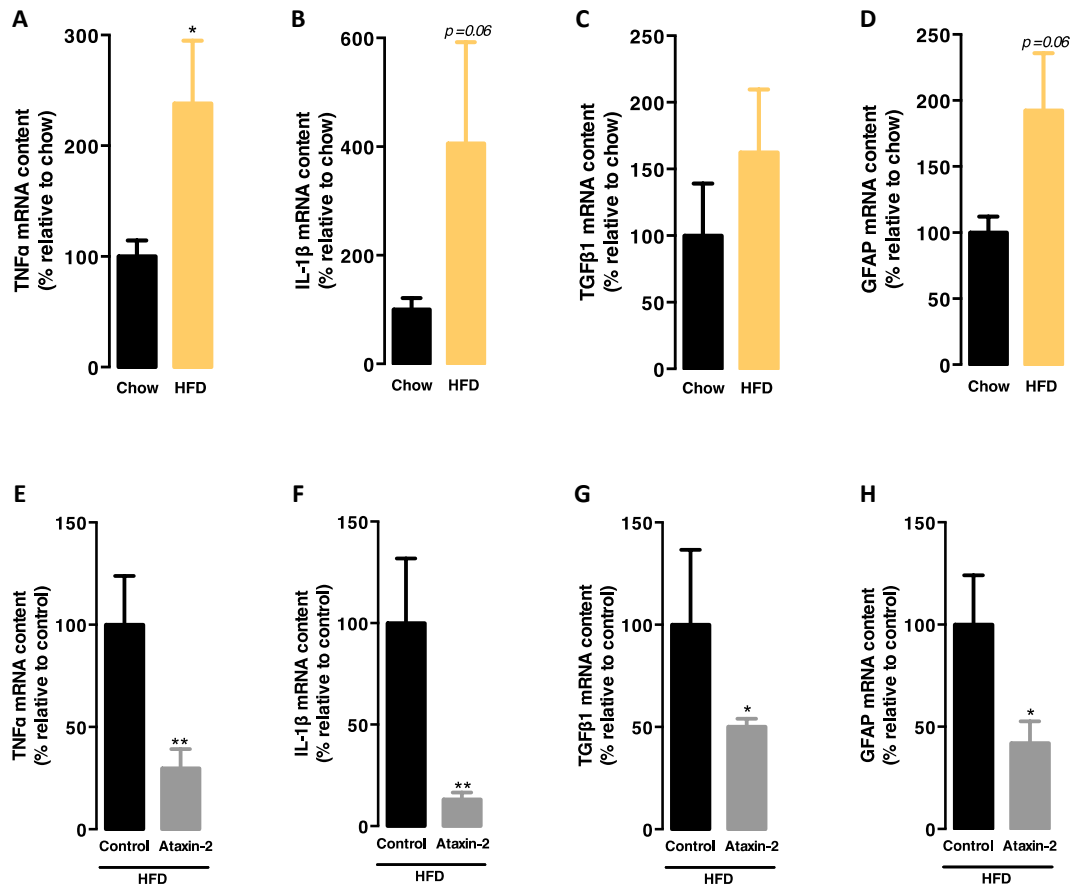 A
TNFα mRNA content
(% relative to chow)
300
200
100
0
*
Chow
HFD
B
IL-1β mRNA content
(% relative to chow)
600
400
200
0
p=0.06
Chow
HFD
C
TGFβ1 mRNA content
(% relative to chow)
250
200
150
100
50
0
Chow
HFD
D
GFAP mRNA content
(% relative to chow)
250
200
150
100
50
0
p=0.06
Chow
HFD
E
TNFα mRNA content
(% relative to control)
150
100
50
0
**
Control
Ataxin-2
HFD
F
IL-1β mRNA content
(% relative to control)
150
100
50
0
**
Control
Ataxin-2
HFD
G
TGFβ1 mRNA content
(% relative to control)
150
100
50
0
*
Control
Ataxin-2
HFD
H
GFAP mRNA content
(% relative to control)
150
100
50
0
*
Control
Ataxin-2
HFD